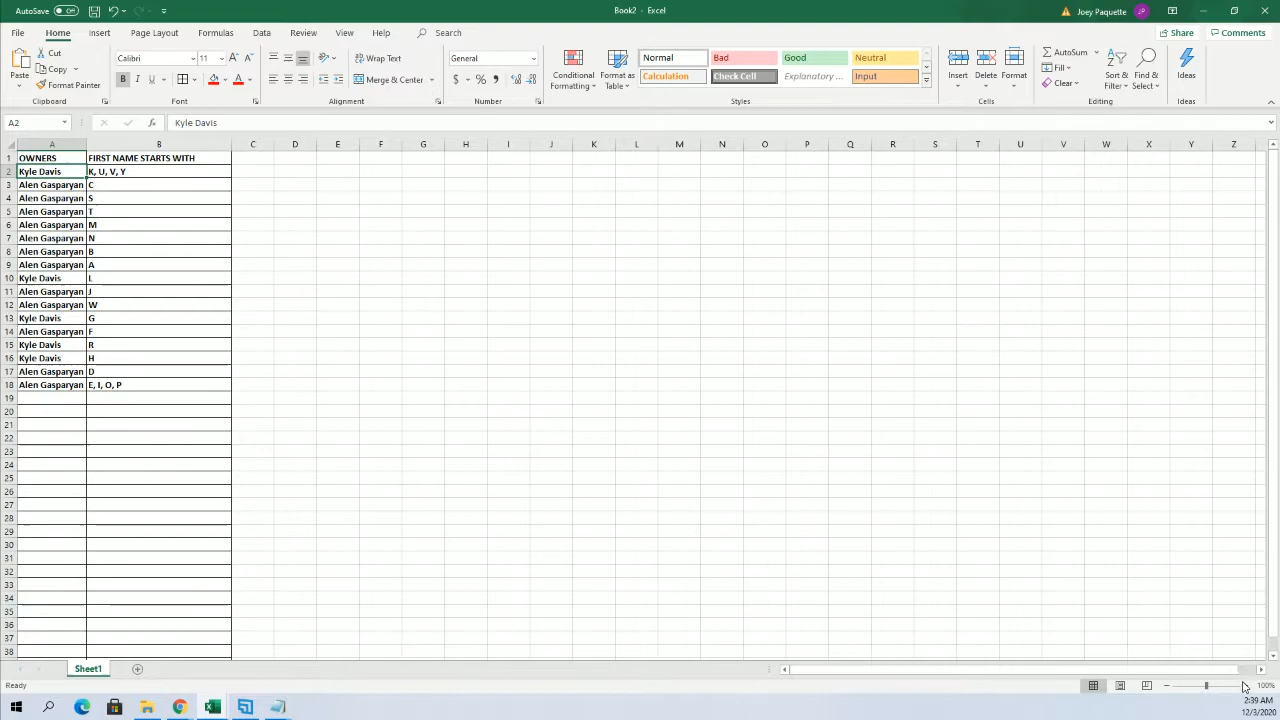 AutoSave Off Book2 - Excel Joey Paquette JP
File Home Insert Page Layout Formulas Data Review View Help Search Share Comments
Paste Cut Copy Format Painter Clipboard
Calibri 11 A A B I U A Font
Wrap Text Merge & Center Alignment
General $ % , Number
Conditional Formatting Format as Table
Normal Bad Good Neutral
Calculation Check Cell Explanatory ... Input
Styles
Insert Delete Format Cells
AutoSum Fill Clear Sort & Filter Find & Select Editing
Ideas Ideas
A2 fx Kyle Davis
A B C D E F G H I J K L M N O P Q R S T U V W X Y Z
1 OWNERS FIRST NAME STARTS WITH
2 Kyle Davis K, U, V, Y
3 Alen Gasparyan C
4 Alen Gasparyan S
5 Alen Gasparyan T
6 Alen Gasparyan M
7 Alen Gasparyan N
8 Alen Gasparyan B
9 Alen Gasparyan A
10 Kyle Davis L
11 Alen Gasparyan J
12 Alen Gasparyan W
13 Kyle Davis G
14 Alen Gasparyan F
15 Kyle Davis R
16 Kyle Davis H
17 Alen Gasparyan D
18 Alen Gasparyan E, I, O, P
19
20
21
22
23
24
25
26
27
28
29
30
31
32
33
34
35
36
37
38
Sheet1
Ready 100%
2:39 AM
12/3/2020